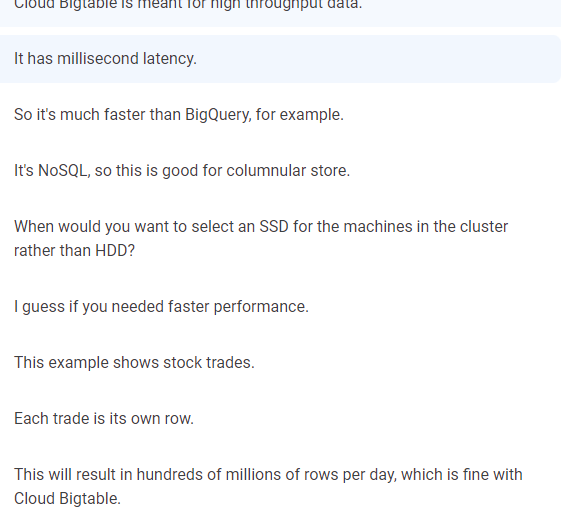 Cloud Bigtable is meant for high throughput data.
It has millisecond latency.
So it's much faster than BigQuery, for example.
It's NoSQL, so this is good for columnular store.
When would you want to select an SSD for the machines in the cluster
rather than HDD?
I guess if you needed faster performance.
This example shows stock trades.
Each trade is its own row.
This will result in hundreds of millions of rows per day, which is fine with
Cloud Bigtable.